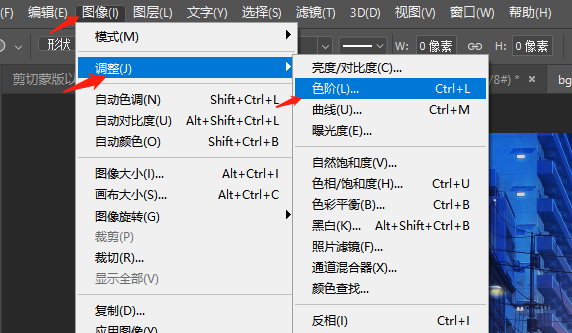 编辑(E) 图像(I) 图层(L) 文字(Y) 选择(S) 滤镜(T) 3D(D) 视图(V) 窗口(W) 帮助(H)
形状 W: 0 像素 H: 0 像素
剪切蒙版以 /8#) * × bg
模式(M)
调整(J)
自动色调(N) Shift+Ctrl+L
自动对比度(U) Alt+Shift+Ctrl+L
自动颜色(O) Shift+Ctrl+B
图像大小(I)... Alt+Ctrl+I
画布大小(S)... Alt+Ctrl+C
图像旋转(G)
裁剪(P)
裁切(R)...
显示全部(V)
复制(D)...
应用图像(Y)...
亮度/对比度(C)...
色阶(L)... Ctrl+L
曲线(U)... Ctrl+M
曝光度(E)...
自然饱和度(V)...
色相/饱和度(H)... Ctrl+U
色彩平衡(B)... Ctrl+B
黑白(K)... Alt+Shift+Ctrl+B
照片滤镜(F)...
通道混合器(X)...
颜色查找...
反相(I) Ctrl+I